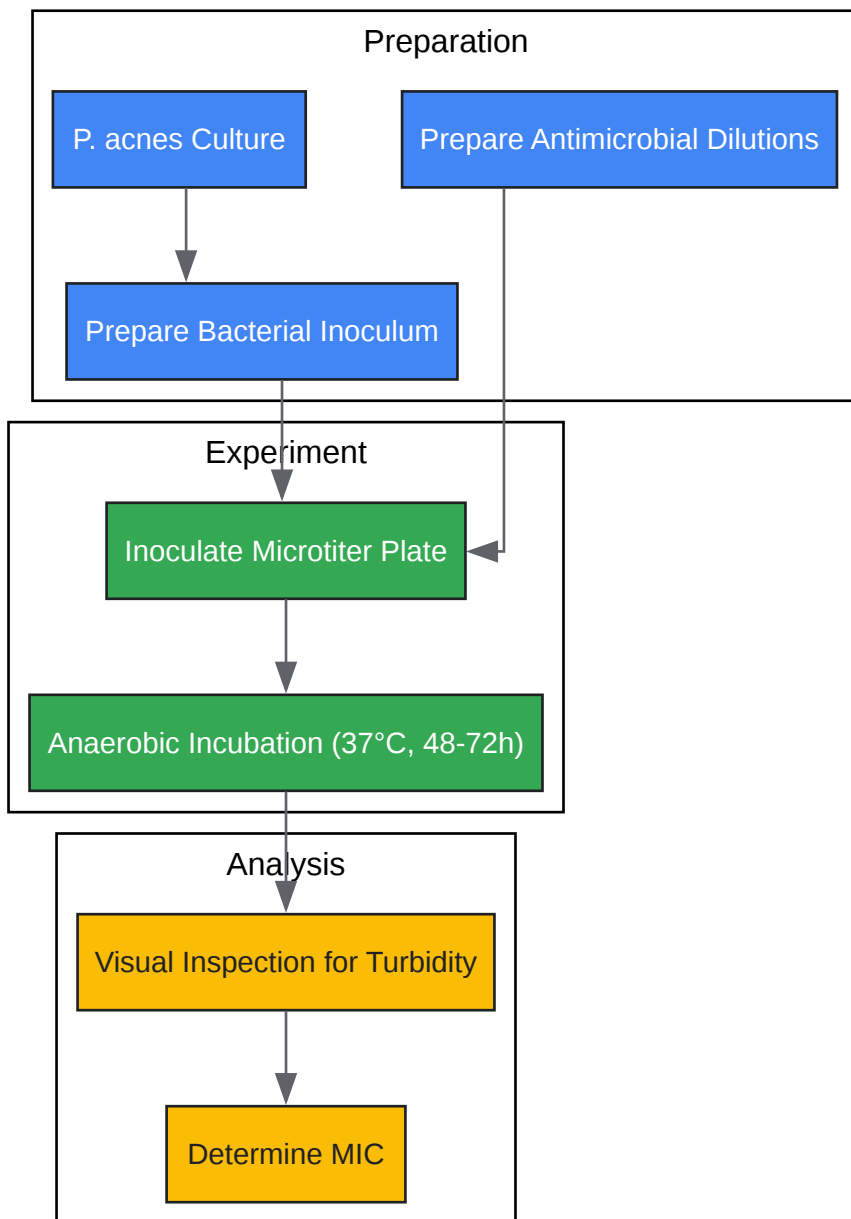 Preparation
P. acnes Culture
Prepare Antimicrobial Dilutions
Prepare Bacterial Inoculum
Experiment
Inoculate Microtiter Plate
Anaerobic Incubation (37°C, 48-72h)
Analysis
Visual Inspection for Turbidity
Determine MIC